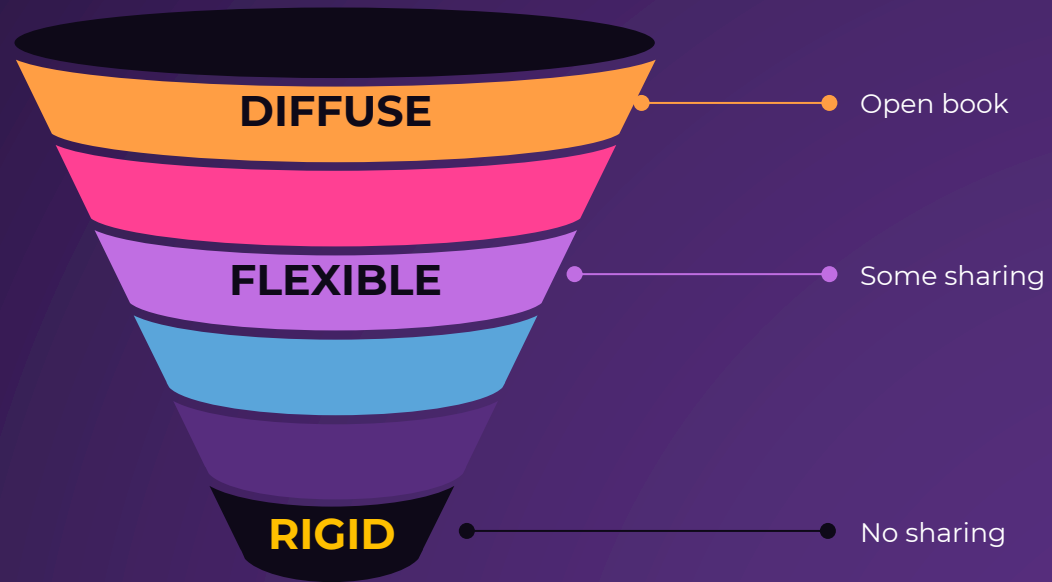 DIFFUSE
Open book
FLEXIBLE
Some sharing
RIGID
No sharing